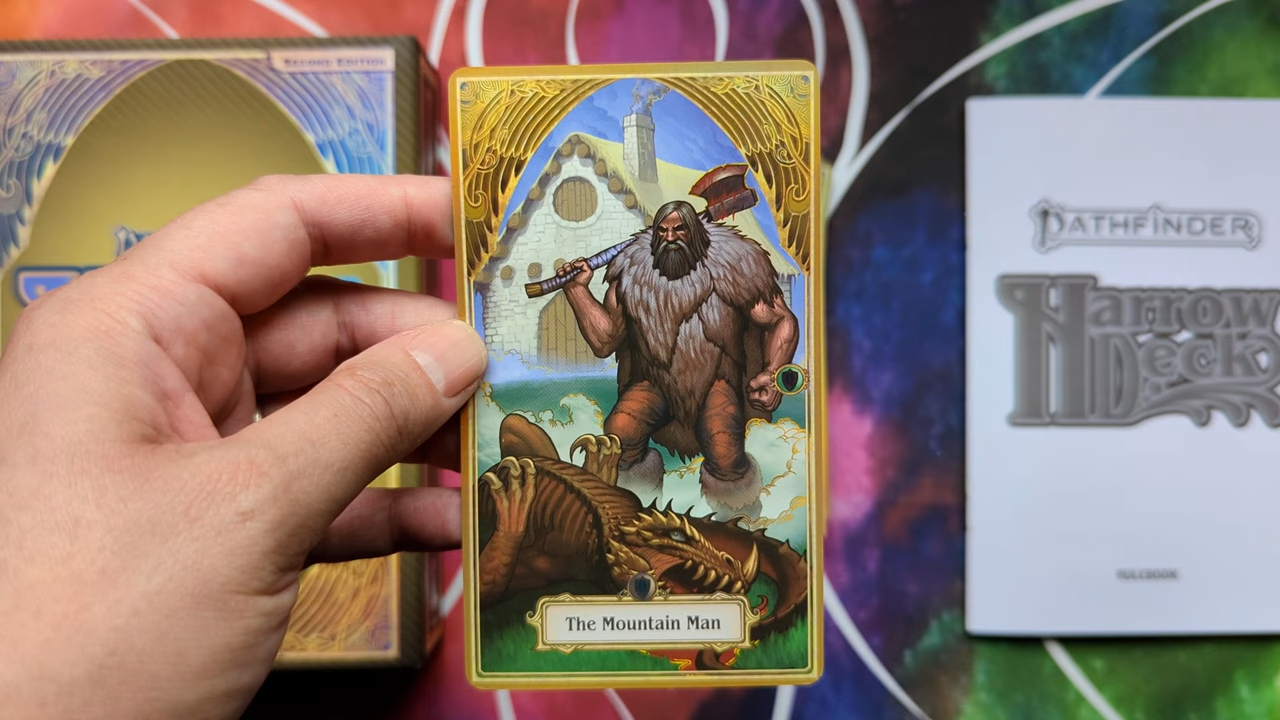 SECOND EDITION
The Mountain Man
PATHFINDER
Harrow
Deck
RULEBOOK